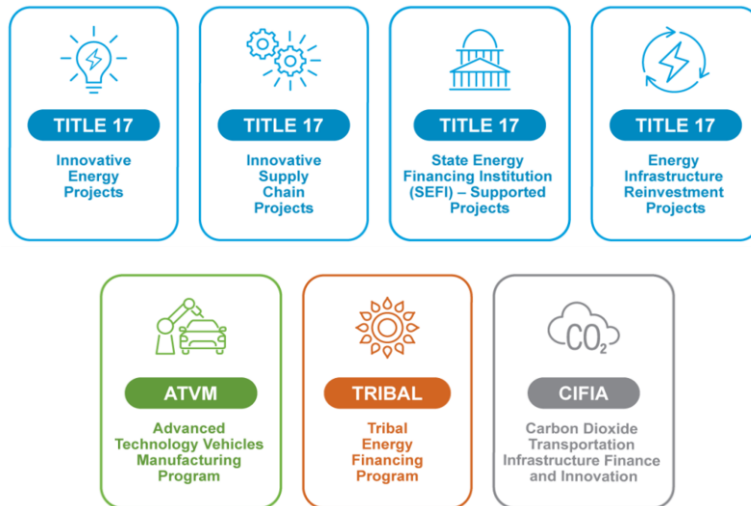 TITLE 17
Innovative
Energy
Projects
TITLE 17
Innovative
Supply
Chain
Projects
TITLE 17
State Energy
Financing Institution
(SEFI) – Supported
Projects
TITLE 17
Energy
Infrastructure
Reinvestment
Projects
ATVM
Advanced
Technology Vehicles
Manufacturing
Program
TRIBAL
Tribal
Energy
Financing
Program
CO₂
CIFIA
Carbon Dioxide
Transportation
Infrastructure Finance
and Innovation